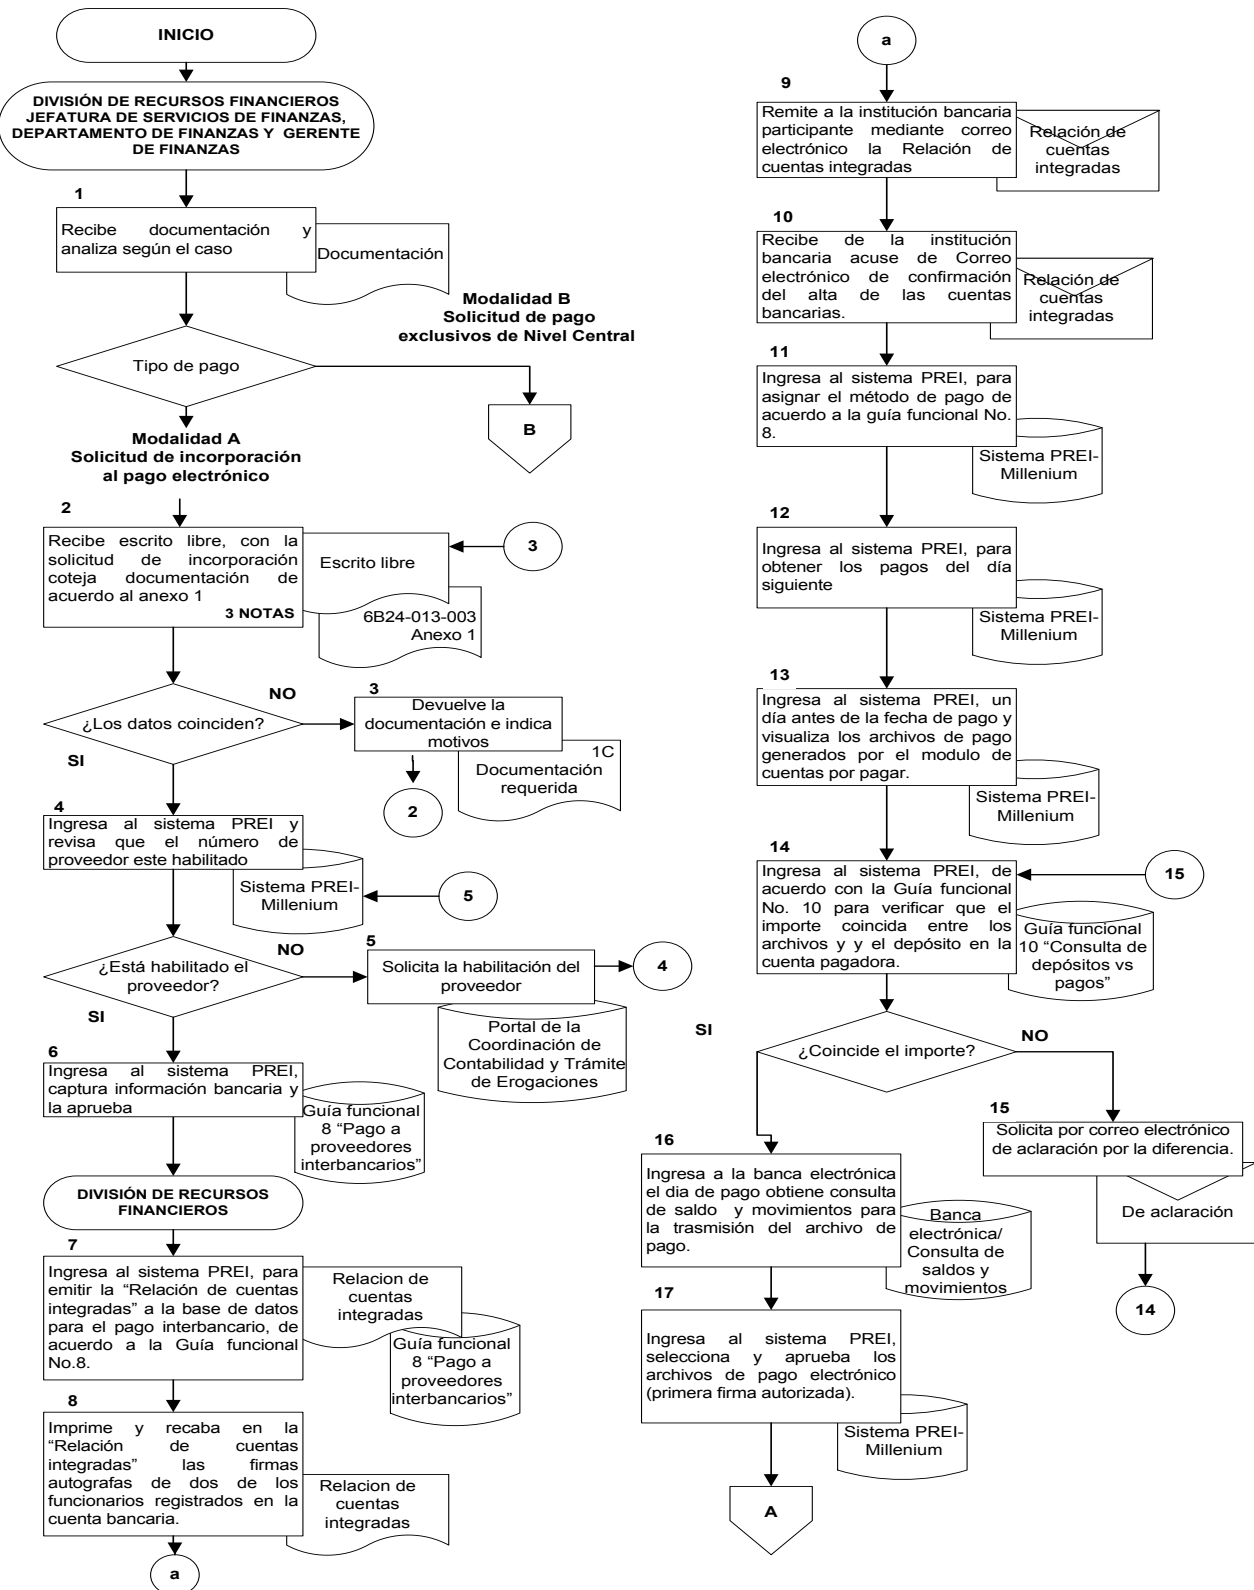 INICIO
DIVISIÓN DE RECURSOS FINANCIEROS
JEFATURA DE SERVICIOS DE FINANZAS,
DEPARTAMENTO DE FINANZAS Y GERENTE
DE FINANZAS
1
Recibe documentación y
analiza según el caso
Documentación
Modalidad B
Solicitud de pago
exclusivos de Nivel Central
Tipo de pago
B
Modalidad A
Solicitud de incorporación
al pago electrónico
2
Recibe escrito libre, con la
solicitud de incorporación
coteja documentación de
acuerdo al anexo 1
3 NOTAS
Escrito libre
3
6B24-013-003
Anexo 1
¿Los datos coinciden?
NO
SI
3
Devuelve la
documentación e indica
motivos
1C
Documentación
requerida
2
4
Ingresa al sistema PREI y
revisa que el número de
proveedor este habilitado
Sistema PREI-
Millenium
5
¿Está habilitado el
proveedor?
NO
SI
5
Solicita la habilitación del
proveedor
4
Portal de la
Coordinación de
Contabilidad y Trámite
de Erogaciones
6
Ingresa al sistema PREI,
captura información bancaria y
la aprueba
Guía funcional
8 “Pago a
proveedores
interbancarios”
DIVISIÓN DE RECURSOS
FINANCIEROS
7
Ingresa al sistema PREI, para
emitir la “Relación de cuentas
integradas” a la base de datos
para el pago interbancario, de
acuerdo a la Guía funcional
No.8.
Relacion de
cuentas
integradas
Guía funcional
8 “Pago a
proveedores
interbancarios”
8
Imprime y recaba en la
“Relación de cuentas
integradas” las firmas
autografas de dos de los
funcionarios registrados en la
cuenta bancaria.
Relacion de
cuentas
integradas
a
a
9
Remite a la institución bancaria
participante mediante correo
electrónico la Relación de
cuentas integradas
Relación de
cuentas
integradas
10
Recibe de la institución
bancaria acuse de Correo
electrónico de confirmación
del alta de las cuentas
bancarias.
Relación de
cuentas
integradas
11
Ingresa al sistema PREI, para
asignar el método de pago de
acuerdo a la guía funcional No.
8.
Sistema PREI-
Millenium
12
Ingresa al sistema PREI, para
obtener los pagos del día
siguiente
Sistema PREI-
Millenium
13
Ingresa al sistema PREI, un
día antes de la fecha de pago y
visualiza los archivos de pago
generados por el modulo de
cuentas por pagar.
Sistema PREI-
Millenium
14
Ingresa al sistema PREI, de
acuerdo con la Guía funcional
No. 10 para verificar que el
importe coincida entre los
archivos y y el depósito en la
cuenta pagadora.
15
Guía funcional
10 “Consulta de
depósitos vs
pagos”
SI
¿Coincide el importe?
NO
15
Solicita por correo electrónico
de aclaración por la diferencia.
De aclaración
14
16
Ingresa a la banca electrónica
el dia de pago obtiene consulta
de saldo y movimientos para
la trasmisión del archivo de
pago.
Banca
electrónica/
Consulta de
saldos y
movimientos
17
Ingresa al sistema PREI,
selecciona y aprueba los
archivos de pago electrónico
(primera firma autorizada).
Sistema PREI-
Millenium
A